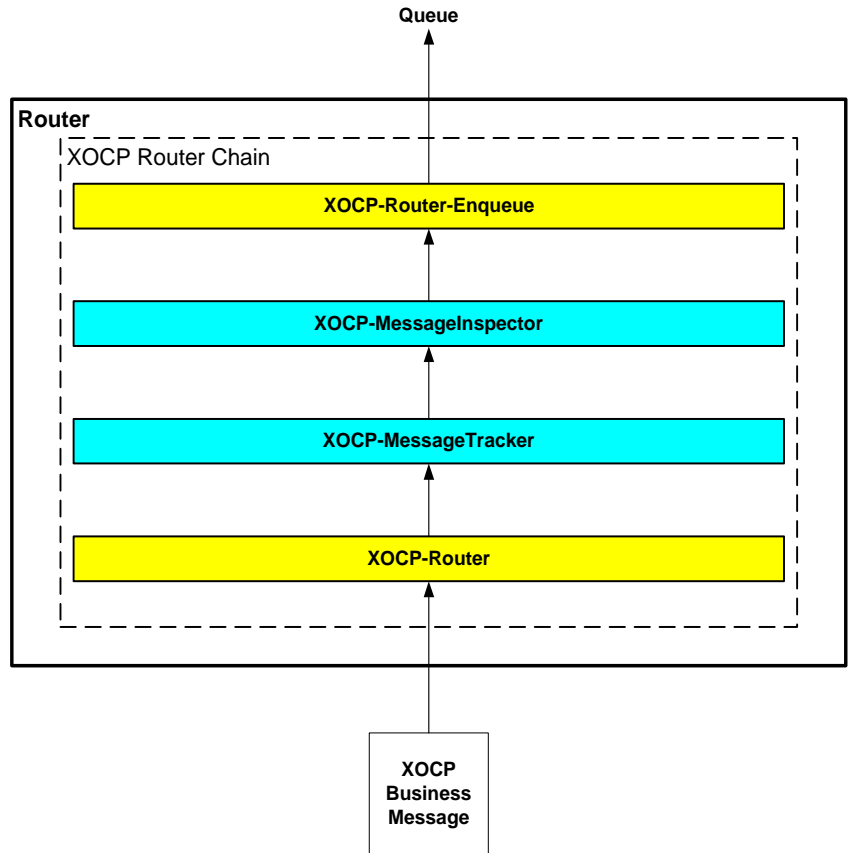 Queue
Router
XOCP Router Chain
XOCP-Router-Enqueue
XOCP-MessageInspector
XOCP-MessageTracker
XOCP-Router
XOCP
Business
Message